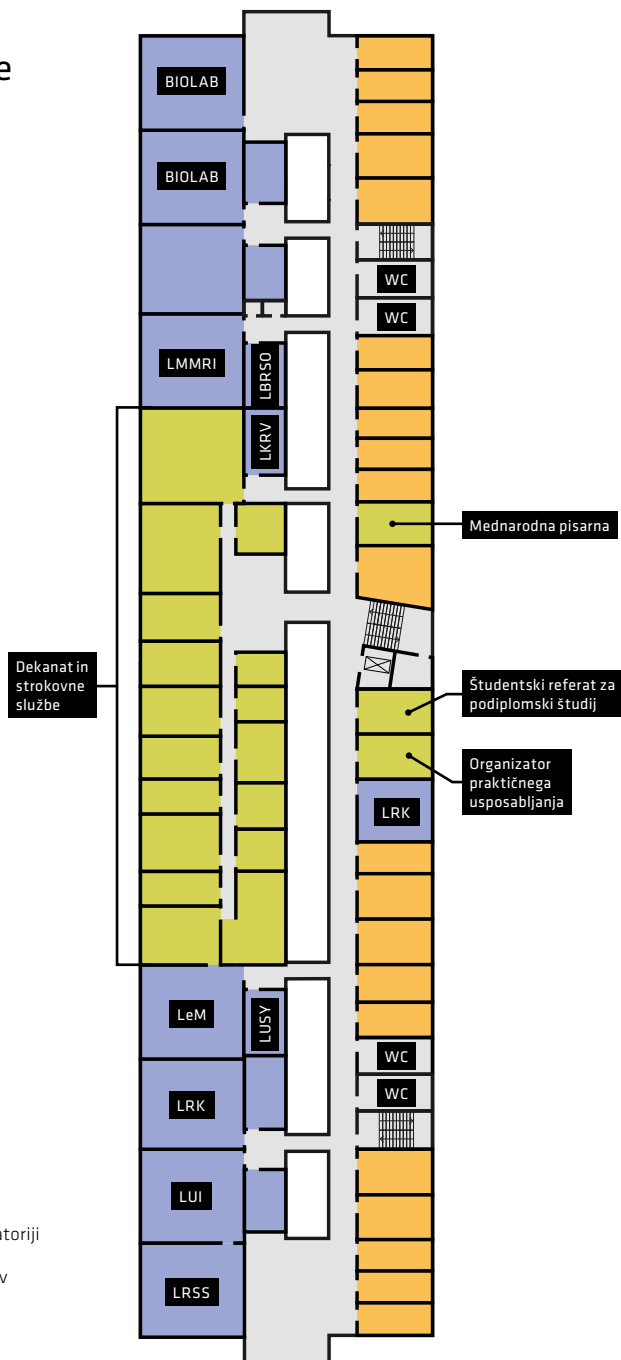 e
BIOLAB
BIOLAB
WC
WC
LMMRI
LBRSO
LKRV
Mednarodna pisarna
Dekanat in
strokovne
službe
Študentski referat za
podiplomski študij
Organizator
praktičnega
usposabljanja
LRK
LeM
LUSY
WC
LRK
WC
LUI
atoriji
v
LRSS